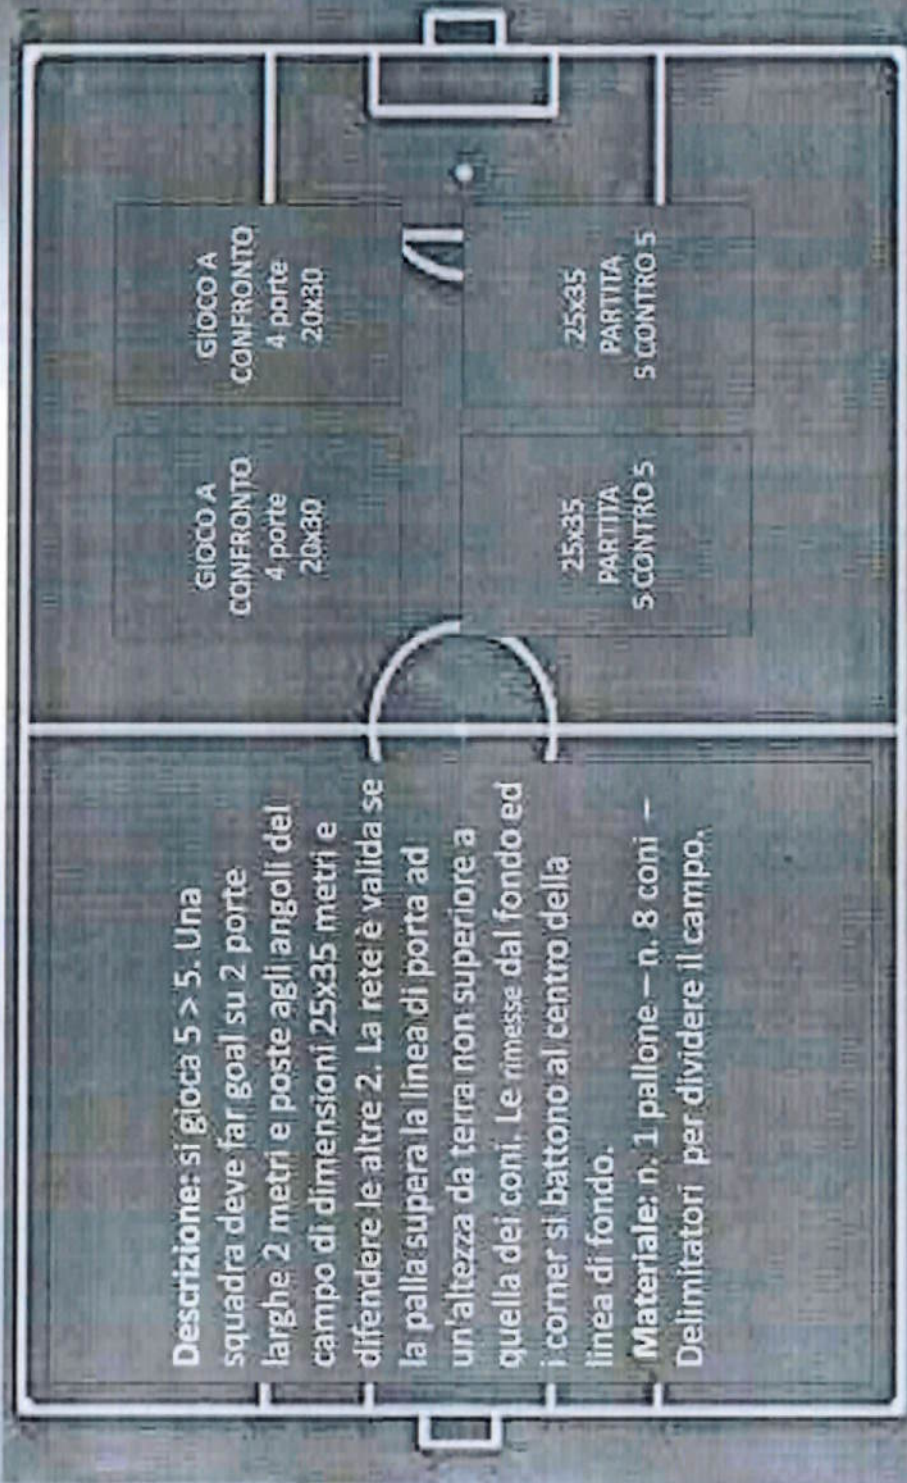 Descrizione: si gioca 5 > 5. Una
squadra deve far goal su 2 porte
larghe 2 metri e poste agli angoli del
campo di dimensioni 25x35 metri e
difendere le altre 2. La rete è valida se
la palla supera la linea di porta ad
un'altezza da terra non superiore a
quella dei coni. Le rimesse dal fondo ed
i corner si battono al centro della
linea di fondo.
Materiale: n. 1 pallone – n. 8 coni –
Delimitatori per dividere il campo.
GIOCO A
CONFRONTO
4 porte
20x30
GIOCO A
CONFRONTO
4 porte
20x30
25x35
PARTITA
5 CONTRO 5
25x35
PARTITA
5 CONTRO 5